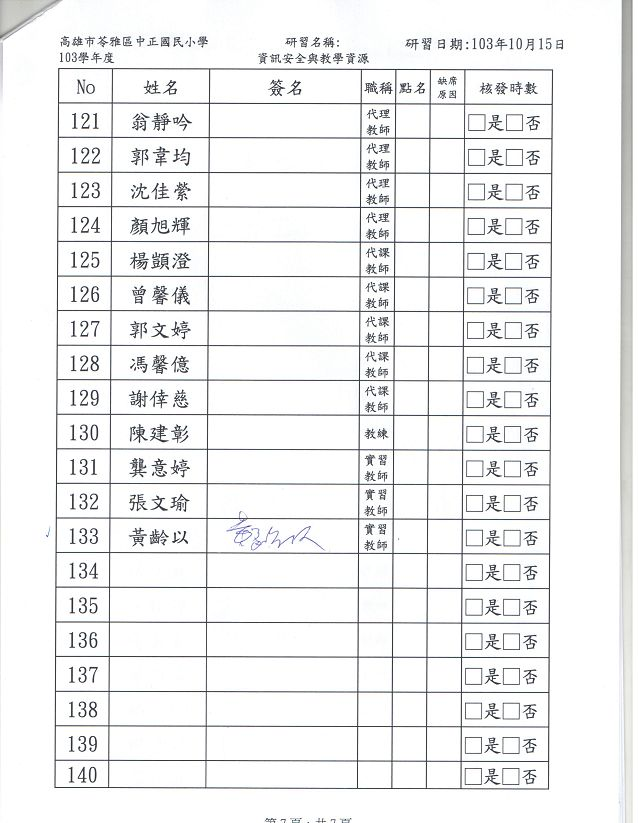 高雄市苓雅區中正國民小學 研習名稱: 研習日期:103年10月15日
103學年度 資訊安全與教學資源
No 姓名 簽名 職稱 點名 缺席原因 核發時數
121 翁靜吟 代理教師 □是□否
122 郭韋均 代理教師 □是□否
123 沈佳縈 代理教師 □是□否
124 顏旭輝 代理教師 □是□否
125 楊顗澄 代課教師 □是□否
126 曾馨儀 代課教師 □是□否
127 郭文婷 代課教師 □是□否
128 馮馨億 代課教師 □是□否
129 謝倖慈 代課教師 □是□否
130 陳建彰 教練 □是□否
131 龔意婷 實習教師 □是□否
132 張文瑜 實習教師 □是□否
133 黃齡以 黃齡以 實習教師 □是□否
134 □是□否
135 □是□否
136 □是□否
137 □是□否
138 □是□否
139 □是□否
140 □是□否
第7頁,共7頁